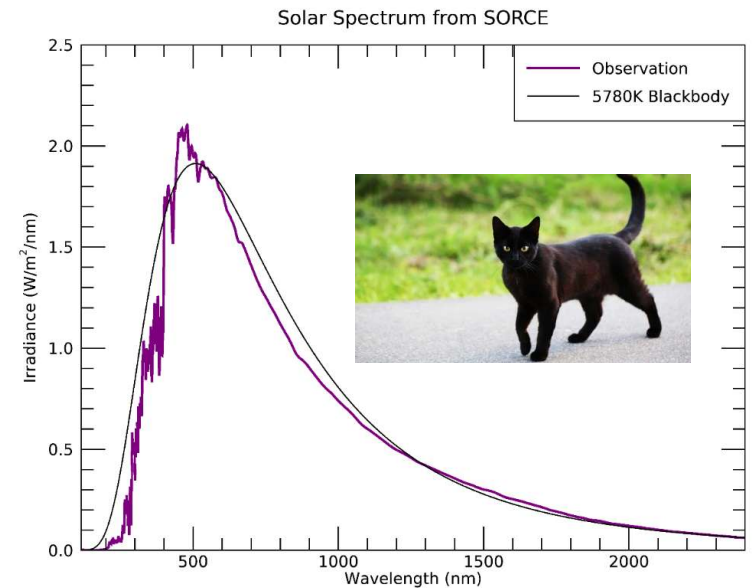 Solar Spectrum from SORCE
Observation
5780K Blackbody
2.5
2.0
1.5
1.0
0.5
0.0
Irradiance (W/m²/nm)
500 1000 1500 2000
Wavelength (nm)